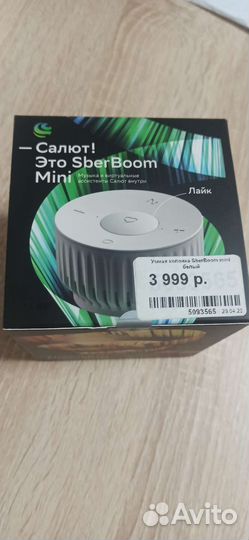 — Салют!
Это SberBoom
Mini
Музыка и виртуальные
ассистенты Салют внутри
Лайк
Умная колонка SberBoom mini
белый
3 999 р.
5093565
Avito